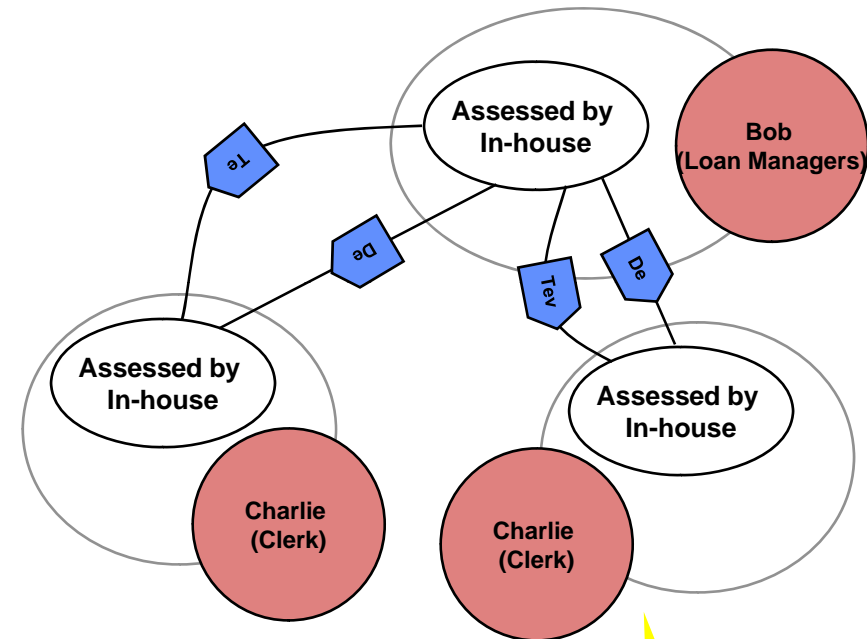 Assessed by
In-house
Bob
(Loan Managers)
Te
De
Tev
De
Assessed by
In-house
Assessed by
In-house
Charlie
(Clerk)
Charlie
(Clerk)